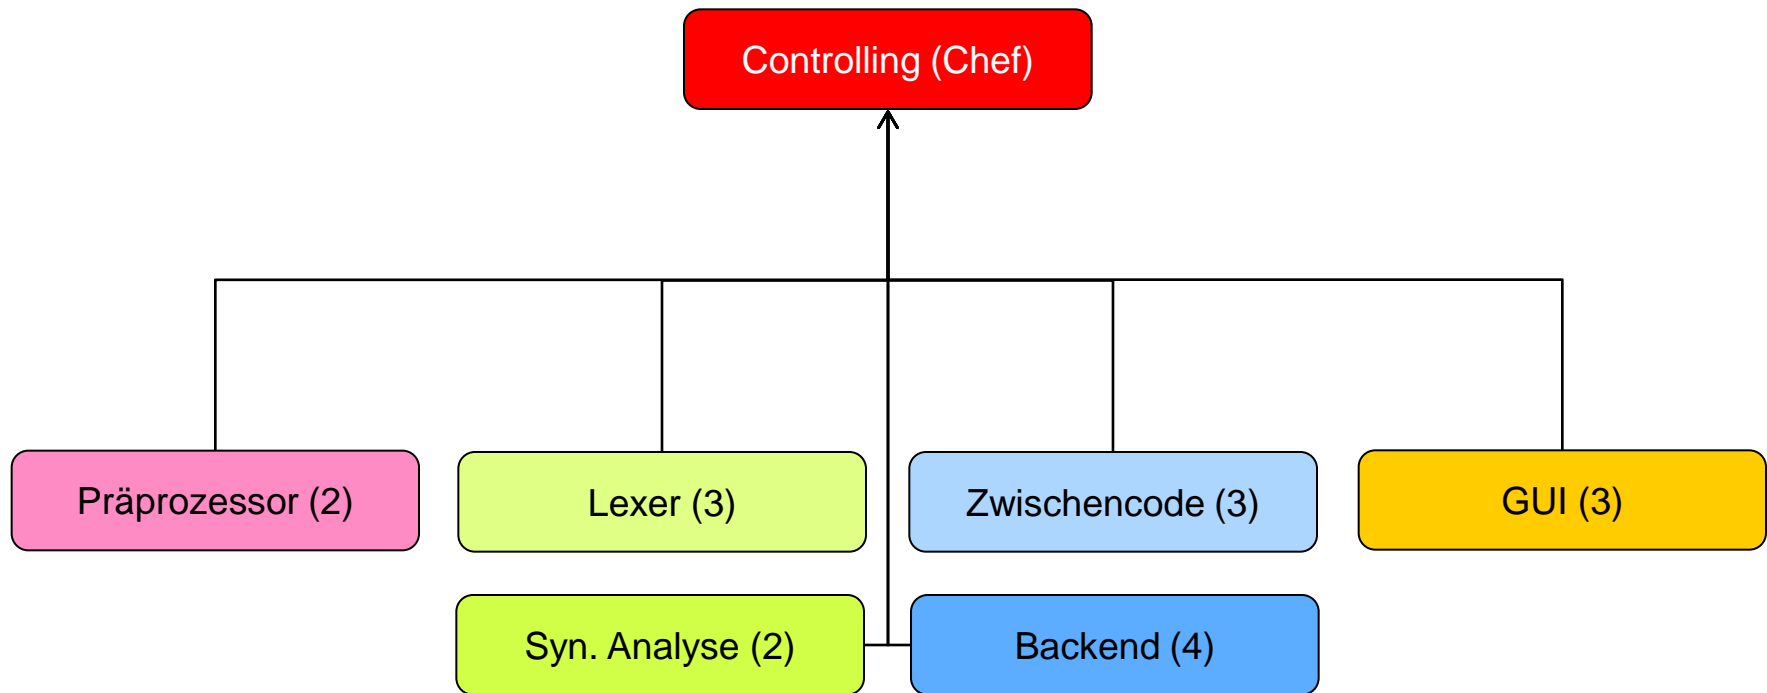 Controlling (Chef)
Präprozessor (2)
Lexer (3)
Zwischencode (3)
GUI (3)
Syn. Analyse (2)
Backend (4)